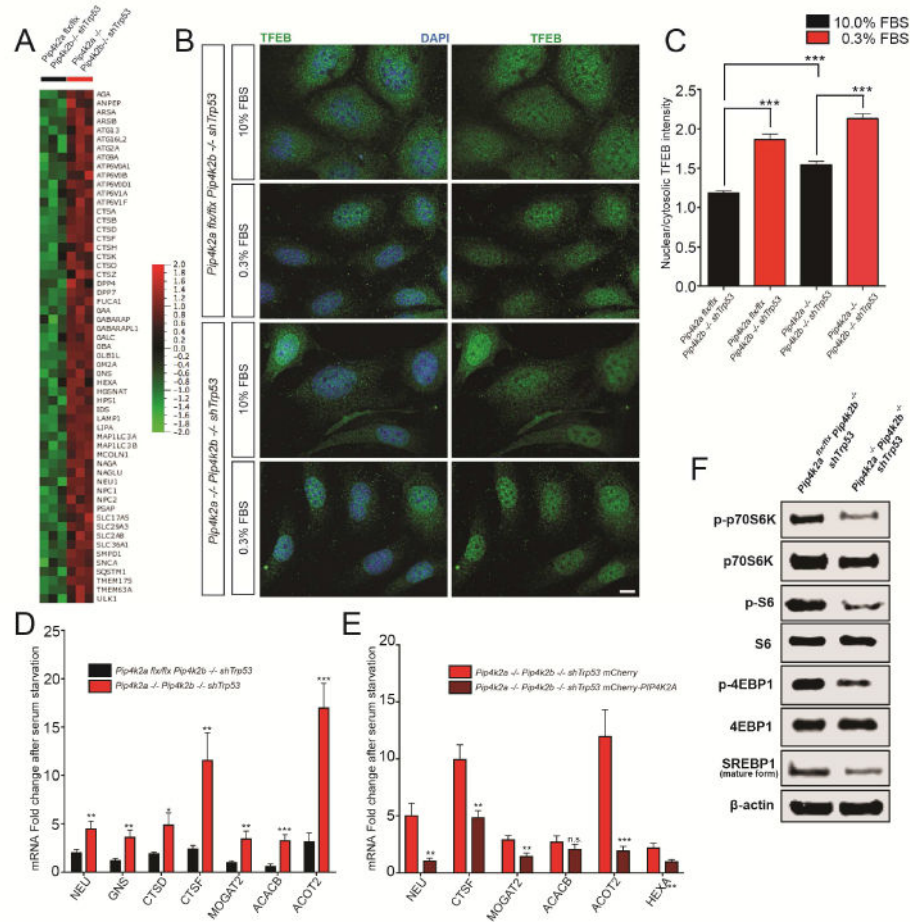 A
Pip4k2a flx/flx
Pip4k2b-/- shTrp53
Pip4k2a -/-
Pip4k2b-/- shTrp53
AGA
ANPEP
ARSA
ARSB
ATG13
ATG16L2
ATG2A
ATG9A
ATP6V0A1
ATP6V0B
ATP6V0D1
ATP6V1A
ATP6V1F
CTSA
CTSB
CTSD
CTSF
CTSH
CTSK
CTSO
CTSZ
DPP4
DPP7
FUCA1
GAA
GABARAP
GABARAPL1
GALC
GBA
GLB1L
GM2A
GNS
HEXA
HGSNAT
HPS1
IDS
LAMP1
LIPA
MAP1LC3A
MAP1LC3B
MCOLN1
NAGA
NAGLU
NEU1
NPC1
NPC2
PSAP
SLC17A5
SLC29A3
SLC2A8
SLC36A1
SMPD1
SNCA
SQSTM1
TMEM175
TMEM63A
ULK1
2.0
1.6
1.2
1.0
0.8
0.6
0.4
0.2
-0.0
-0.2
-0.4
-0.6
-0.8
-1.0
-1.2
-1.6
-2.0
B
TFEB DAPI TFEB
Pip4k2a flx/flx Pip4k2b -/- shTrp53
10% FBS
0.3% FBS
Pip4k2a -/- Pip4k2b -/- shTrp53
10% FBS
0.3% FBS
C
10.0% FBS
0.3% FBS
Nuclear/cytosolic TFEB intensity
2.5
2.0
1.5
1.0
0.5
0.0
***
***
***
Pip4k2a flx/flx
Pip4k2b -/- shTrp53
Pip4k2a flx/flx
Pip4k2b -/- shTrp53
Pip4k2a -/-
Pip4k2b -/- shTrp53
Pip4k2a -/-
Pip4k2b -/- shTrp53
D
mRNA Fold change after serum starvation
25
20
15
10
5
0
Pip4k2a flx/flx Pip4k2b -/- shTrp53
Pip4k2a -/- Pip4k2b -/- shTrp53
**
**
*
**
**
***
***
NEU
GNS
CTSD
CTSF
MOGAT2
ACACB
ACOT2
E
mRNA Fold change after serum starvation
20
15
10
5
0
Pip4k2a -/- Pip4k2b -/- shTrp53 mCherry
Pip4k2a -/- Pip4k2b -/- shTrp53 mCherry-PIP4K2A
**
**
**
n.s
***
**
NEU
CTSF
MOGAT2
ACACB
ACOT2
HEXA
F
Pip4k2a flx/flx Pip4k2b -/-
shTrp53
Pip4k2a -/- Pip4k2b -/-
shTrp53
p-p70S6K
p70S6K
p-S6
S6
p-4EBP1
4EBP1
SREBP1
(mature form)
β-actin